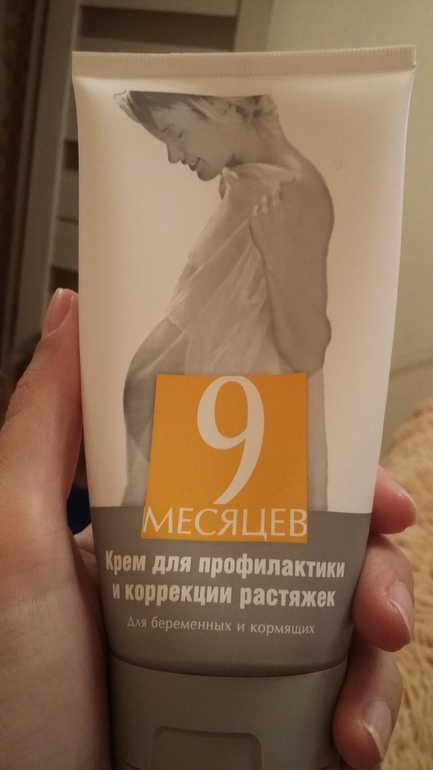 9
МЕСЯЦЕВ
Крем для профилактики
и коррекции растяжек
Для беременных и кормящих